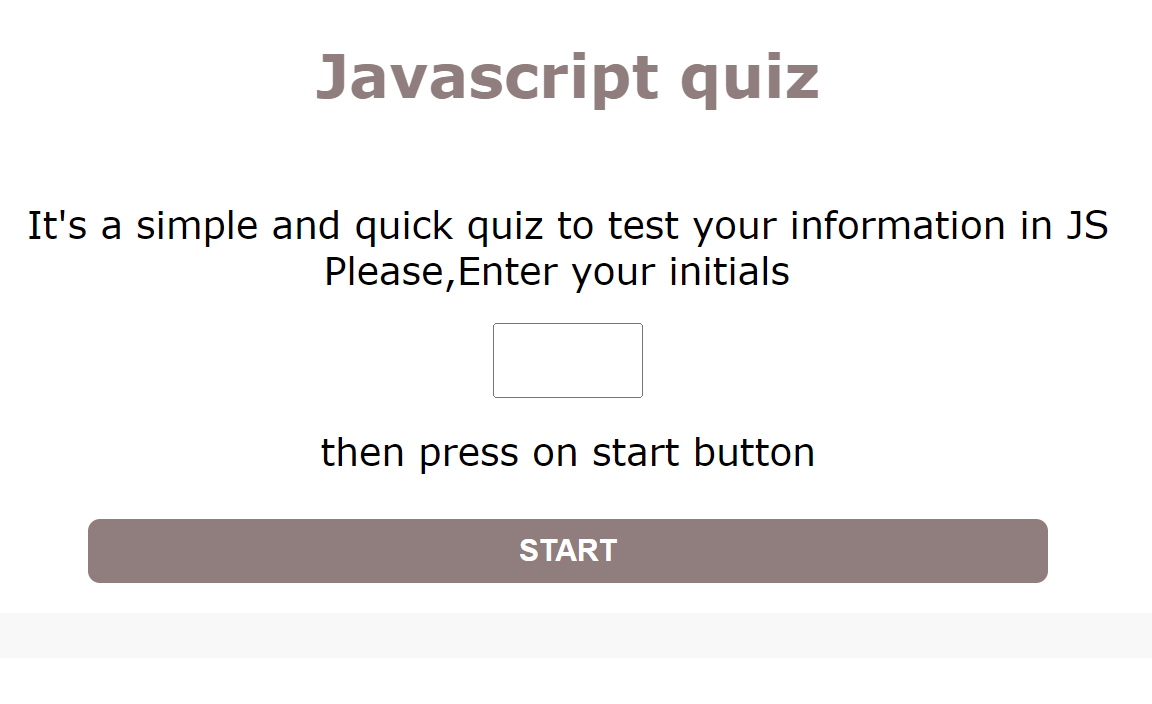 Javascript quiz
It's a simple and quick quiz to test your information in JS
Please,Enter your initials
then press on start button
START